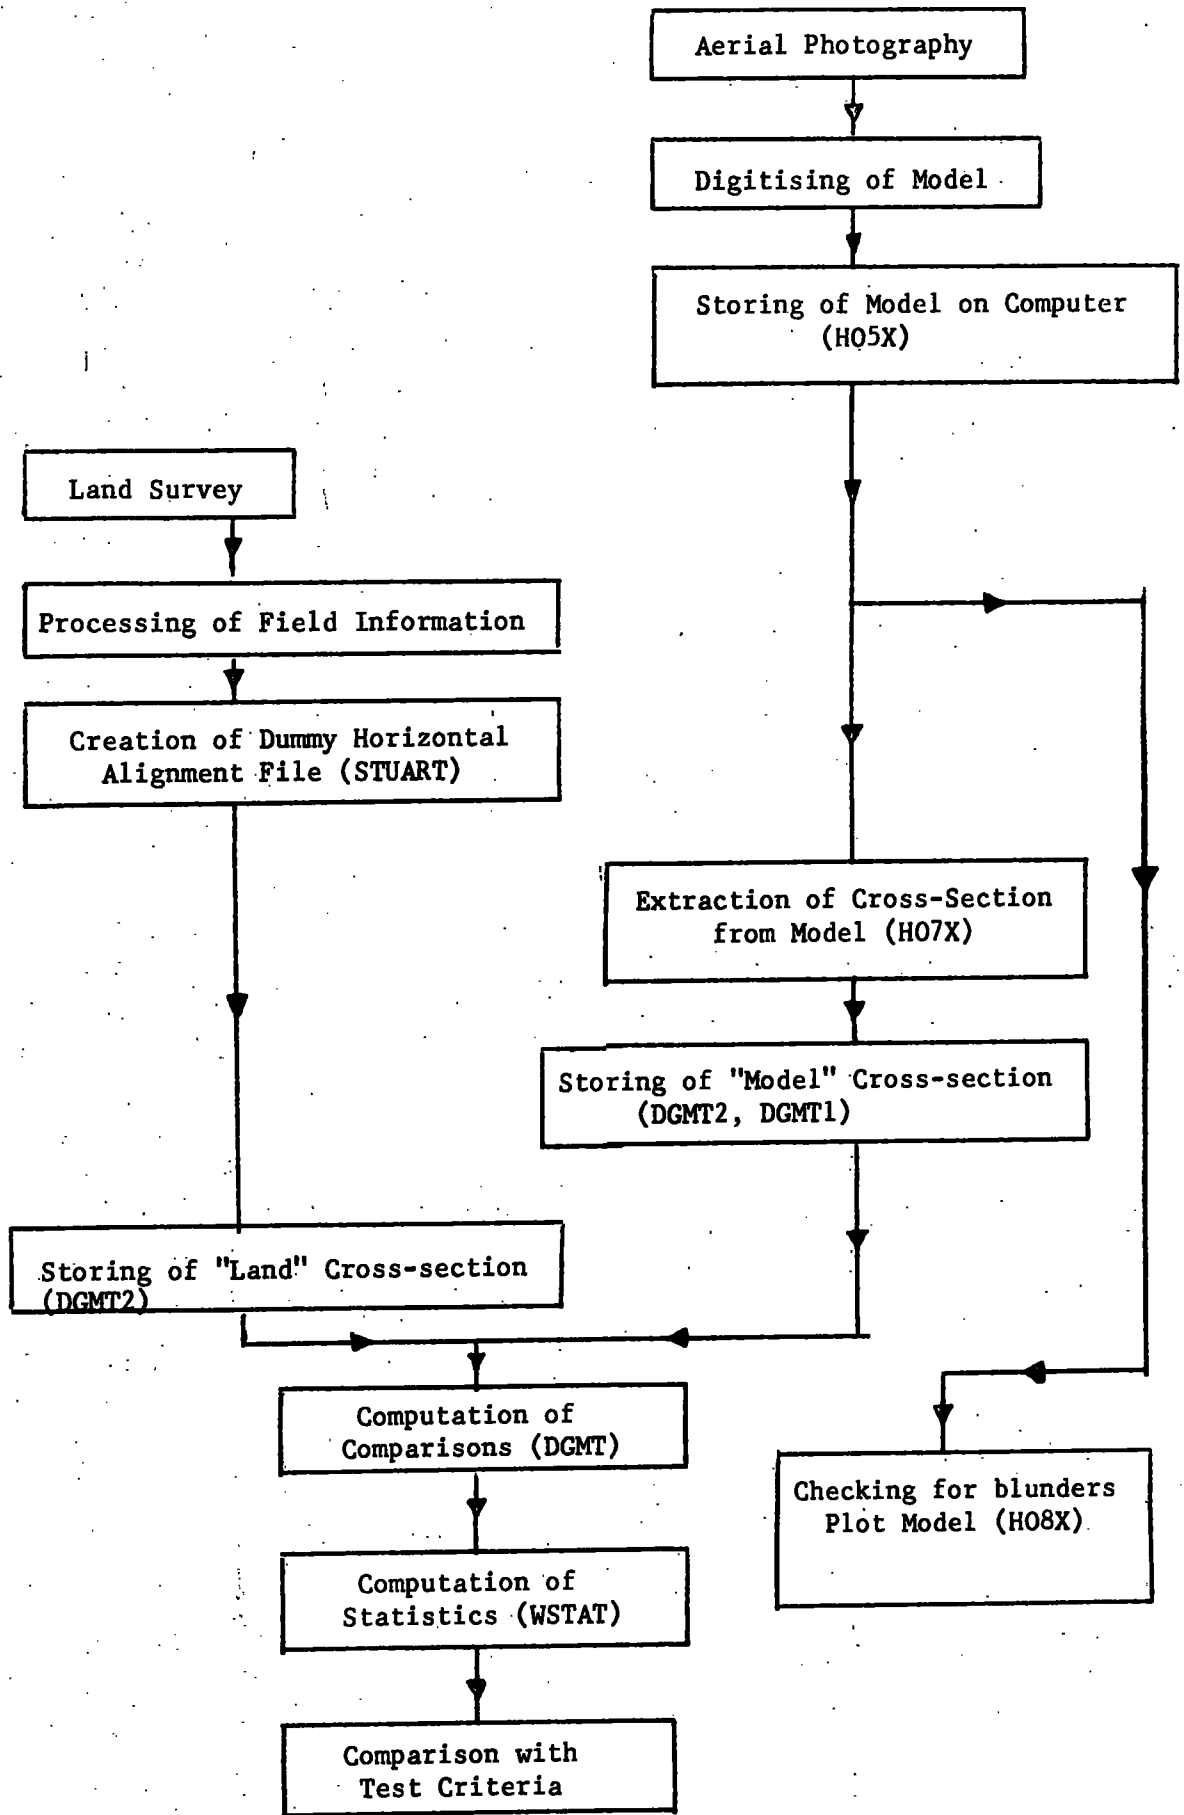 Aerial Photography
Digitising of Model
Storing of Model on Computer
(HO5X)
Land Survey
Processing of Field Information
Creation of Dummy Horizontal
Alignment File (STUART)
Extraction of Cross-Section
from Model (HO7X)
Storing of "Model" Cross-section
(DGMT2, DGMT1)
Storing of "Land" Cross-section
(DGMT2)
Computation of
Comparisons (DGMT)
Checking for blunders
Plot Model (HO8X)
Computation of
Statistics (WSTAT)
Comparison with
Test Criteria